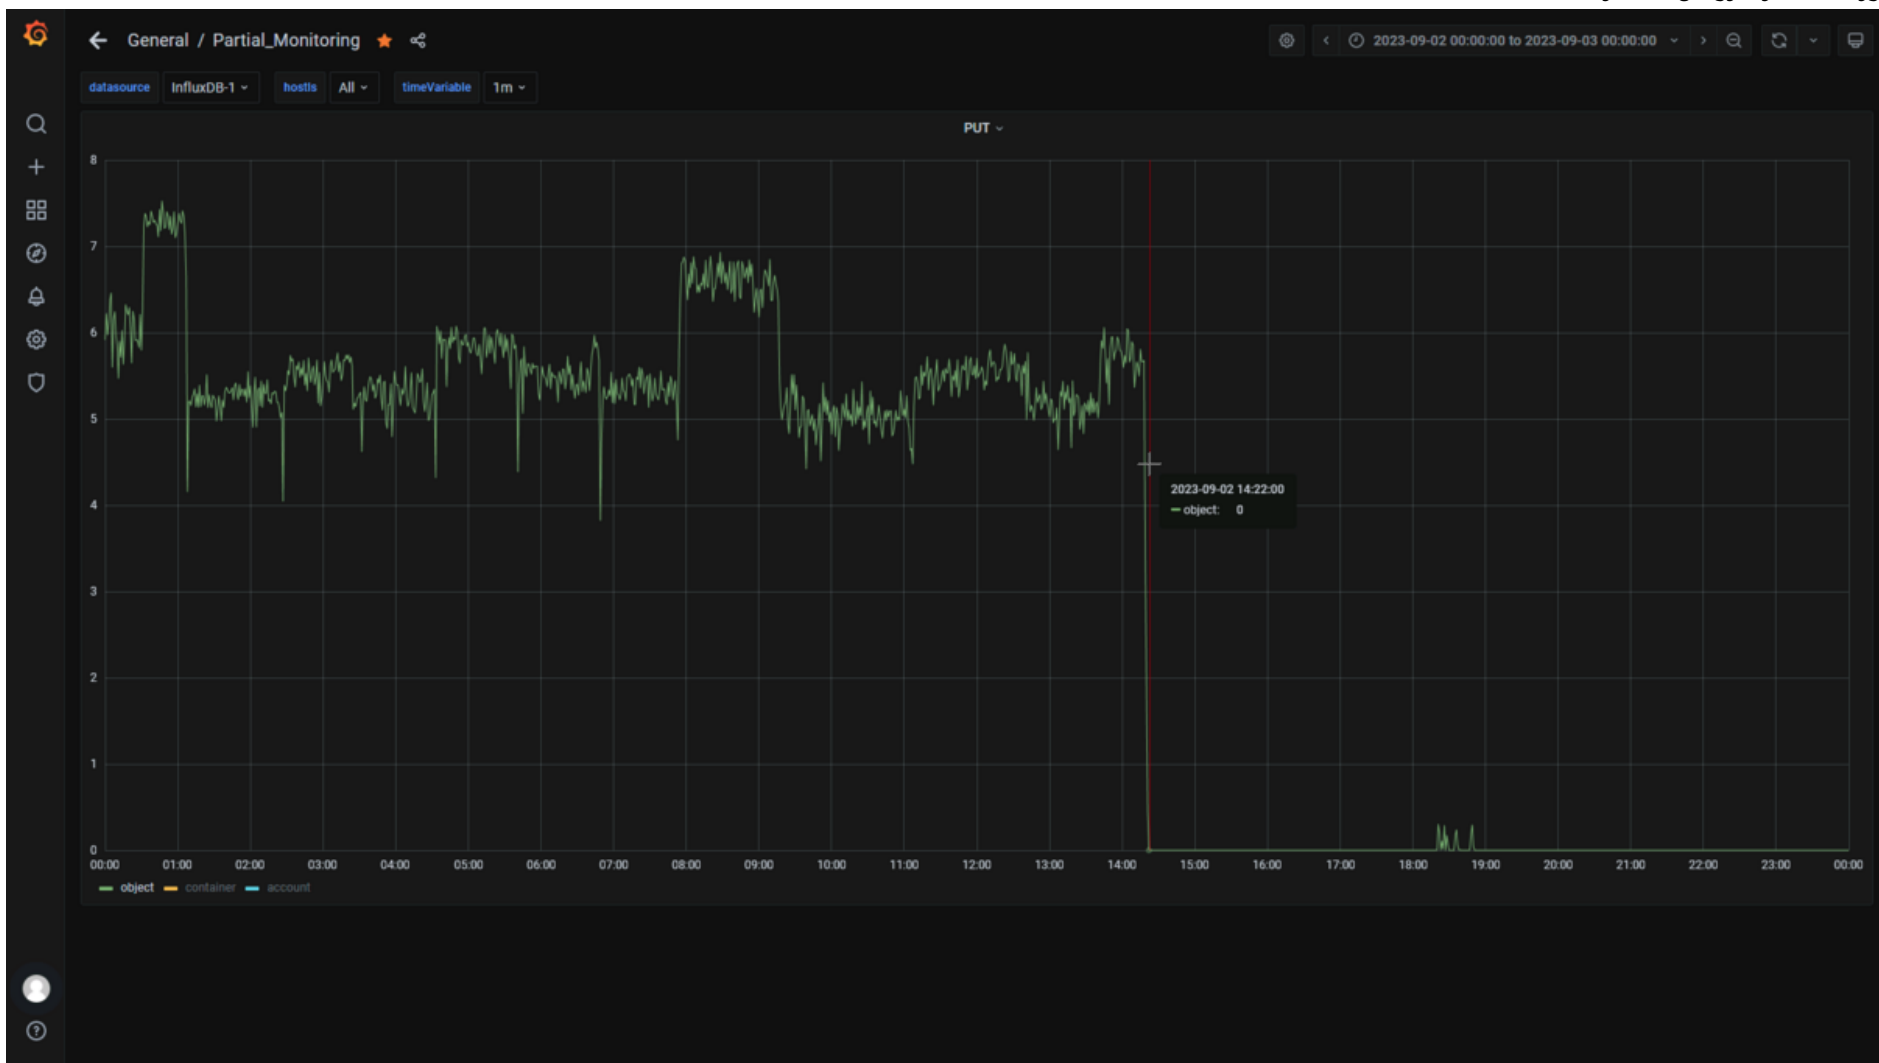 General / Partial_Monitoring
2023-09-02 00:00:00 to 2023-09-03 00:00:00
datasource InfluxDB-1 hostIs All timeVariable 1m
PUT
8
7
6
5
4
3
2
1
0
2023-09-02 14:22:00
object: 0
00:00 01:00 02:00 03:00 04:00 05:00 06:00 07:00 08:00 09:00 10:00 11:00 12:00 13:00 14:00 15:00 16:00 17:00 18:00 19:00 20:00 21:00 22:00 23:00 00:00
object container account